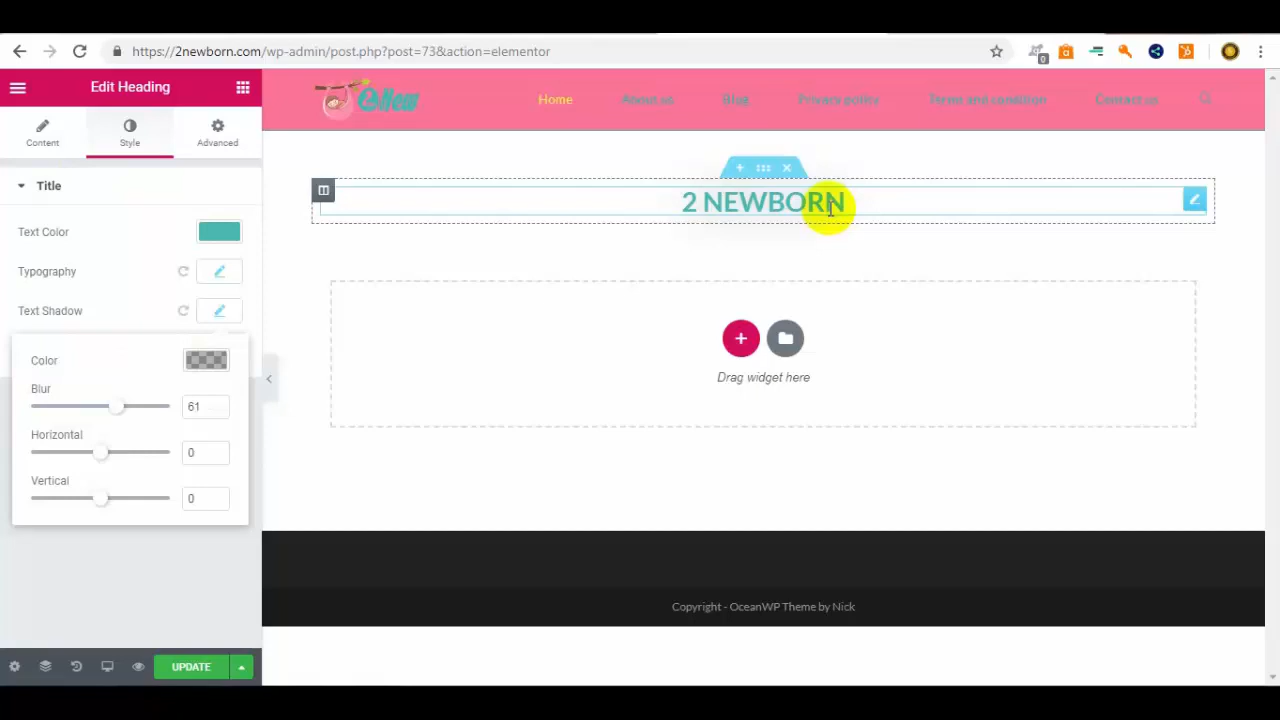 https://2newborn.com/wp-admin/post.php?post=73&action=elementor
0
Edit Heading
Content
Style
Advanced
Title
Text Color
Typography
Text Shadow
Color
Blur
61
Horizontal
0
Vertical
0
UPDATE
2New
Home
About us
Blog
Privacy policy
Terms and condition
Contact us
2 NEWBORN
Drag widget here
Copyright - OceanWP Theme by Nick